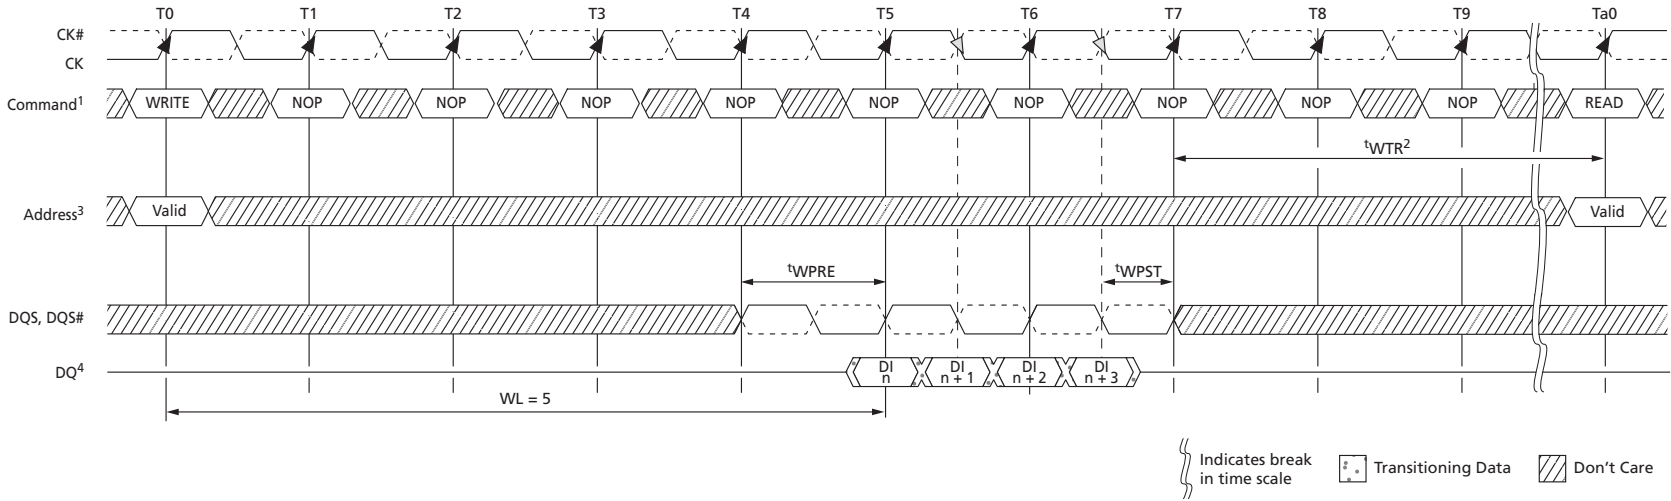 T0 T1 T2 T3 T4 T5 T6 T7 T8 T9 Ta0
CK#
CK
Command1 WRITE NOP NOP NOP NOP NOP NOP NOP NOP NOP READ
tWTR2
Address3 Valid Valid
tWPRE tWPST
DQS, DQS#
DQ4 DI n DI n + 1 DI n + 2 DI n + 3
WL = 5
Indicates break in time scale
Transitioning Data
Don't Care